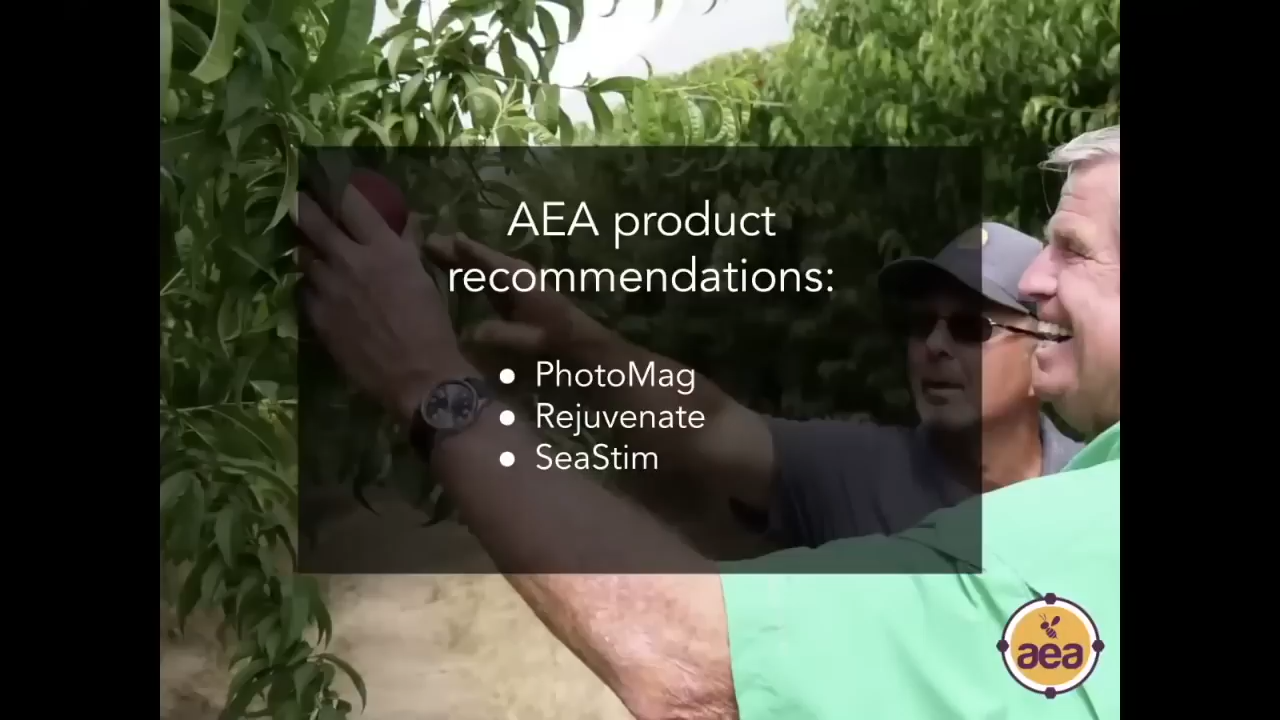 AEA product
recommendations:
● PhotoMag
● Rejuvenate
● SeaStim
aea